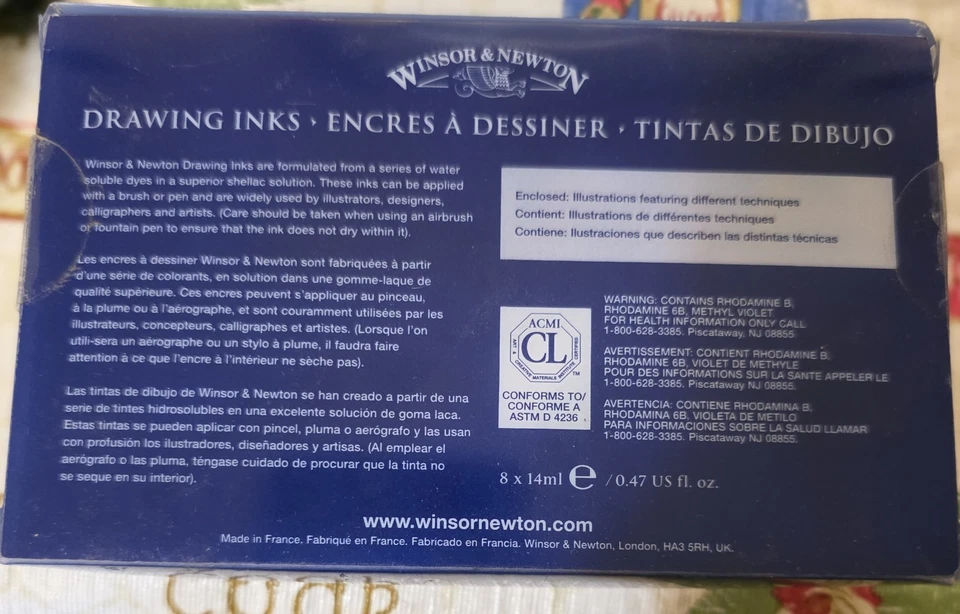 WINSOR & NEWTON
DRAWING INKS · ENCRES À DESSINER · TINTAS DE DIBUJO
Winsor & Newton Drawing Inks are formulated from a series of water
soluble dyes in a superior shellac solution. These inks can be applied
with a brush or pen and are widely used by illustrators, designers,
calligraphers and artists. (Care should be taken when using an airbrush
or fountain pen to ensure that the ink does not dry within it).
Les encres à dessiner Winsor & Newton sont fabriquées à partir
d'une série de colorants, en solution dans une gomme-laque de
qualité supérieure. Ces encres peuvent s'appliquer au pinceau,
à la plume ou à l'aérographe, et sont couramment utilisées par les
illustrateurs, concepteurs, calligraphes et artistes. (Lorsque l'on
utili-sera un aérographe ou un stylo à plume, il faudra faire
attention à ce que l'encre à l'intérieur ne sèche pas).
Las tintas de dibujo de Winsor & Newton se han creado a partir de una
serie de tintes hidrosolubles en una excelente solución de goma laca.
Estas tintas se pueden aplicar con pincel, pluma o aerógrafo y las usan
con profusión los ilustradores, diseñadores y artisas. (Al emplear el
aerógrafo o las pluma, téngase cuidado de procurar que la tinta no
se seque en su interior).
Enclosed: Illustrations featuring different techniques
Contient: Illustrations de différentes techniques
Contiene: Ilustraciones que describen las distintas técnicas
ACMI
CL
ART & CREATIVE MATERIALS INSTITUTE CERTIFIED
TM
CONFORMS TO/
CONFORME A
ASTM D 4236
WARNING: CONTAINS RHODAMINE B,
RHODAMINE 6B, METHYL VIOLET
FOR HEALTH INFORMATION ONLY CALL
1-800-628-3385. Piscataway, NJ 08855.
AVERTISSEMENT: CONTIENT RHODAMINE B,
RHODAMINE 6B, VIOLET DE METHYLE
POUR DES INFORMATIONS SUR LA SANTE APPELER LE
1-800-628-3385. Piscataway NJ 08855.
AVERTENCIA: CONTIENE RHODAMINA B,
RHODAMINA 6B, VIOLETA DE METILO
PARA INFORMACIONES SOBRE LA SALUD LLAMAR
1-800-628-3385. Piscataway NJ 08855.
8 x 14ml e / 0.47 US fl. oz.
www.winsornewton.com
Made in France. Fabriqué en France. Fabricado en Francia. Winsor & Newton, London, HA3 5RH, UK.